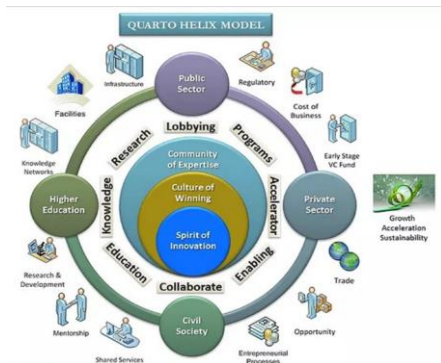 QUARTO HELIX MODEL
Infrastructure
Public
Sector
Regulatory
Facilities
Cost of
Business
Research
Lobbying
Programs
Knowledge
Networks
Community
of Expertise
Early Stage
VC Fund
Higher
Education
Knowledge
Culture of
Winning
Accelerator
Private
Sector
Spirit of
Innovation
Growth
Acceleration
Sustainability
Research &
Development
Education
Collaborate
Enabling
Trade
Mentorship
Civil
Society
Opportunity
Shared Services
Entrepreneurial
Processes